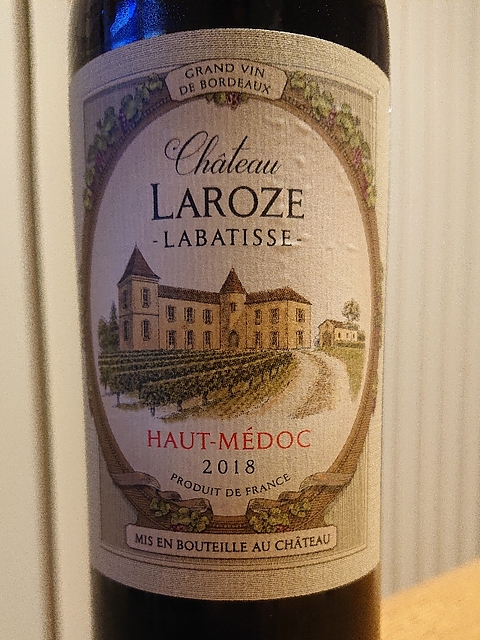 GRAND VIN
DE BORDEAUX
Château
LAROZE
-LABATISSE-
HAUT-MÉDOC
2018
PRODUIT DE FRANCE
MIS EN BOUTEILLE AU CHÂTEAU